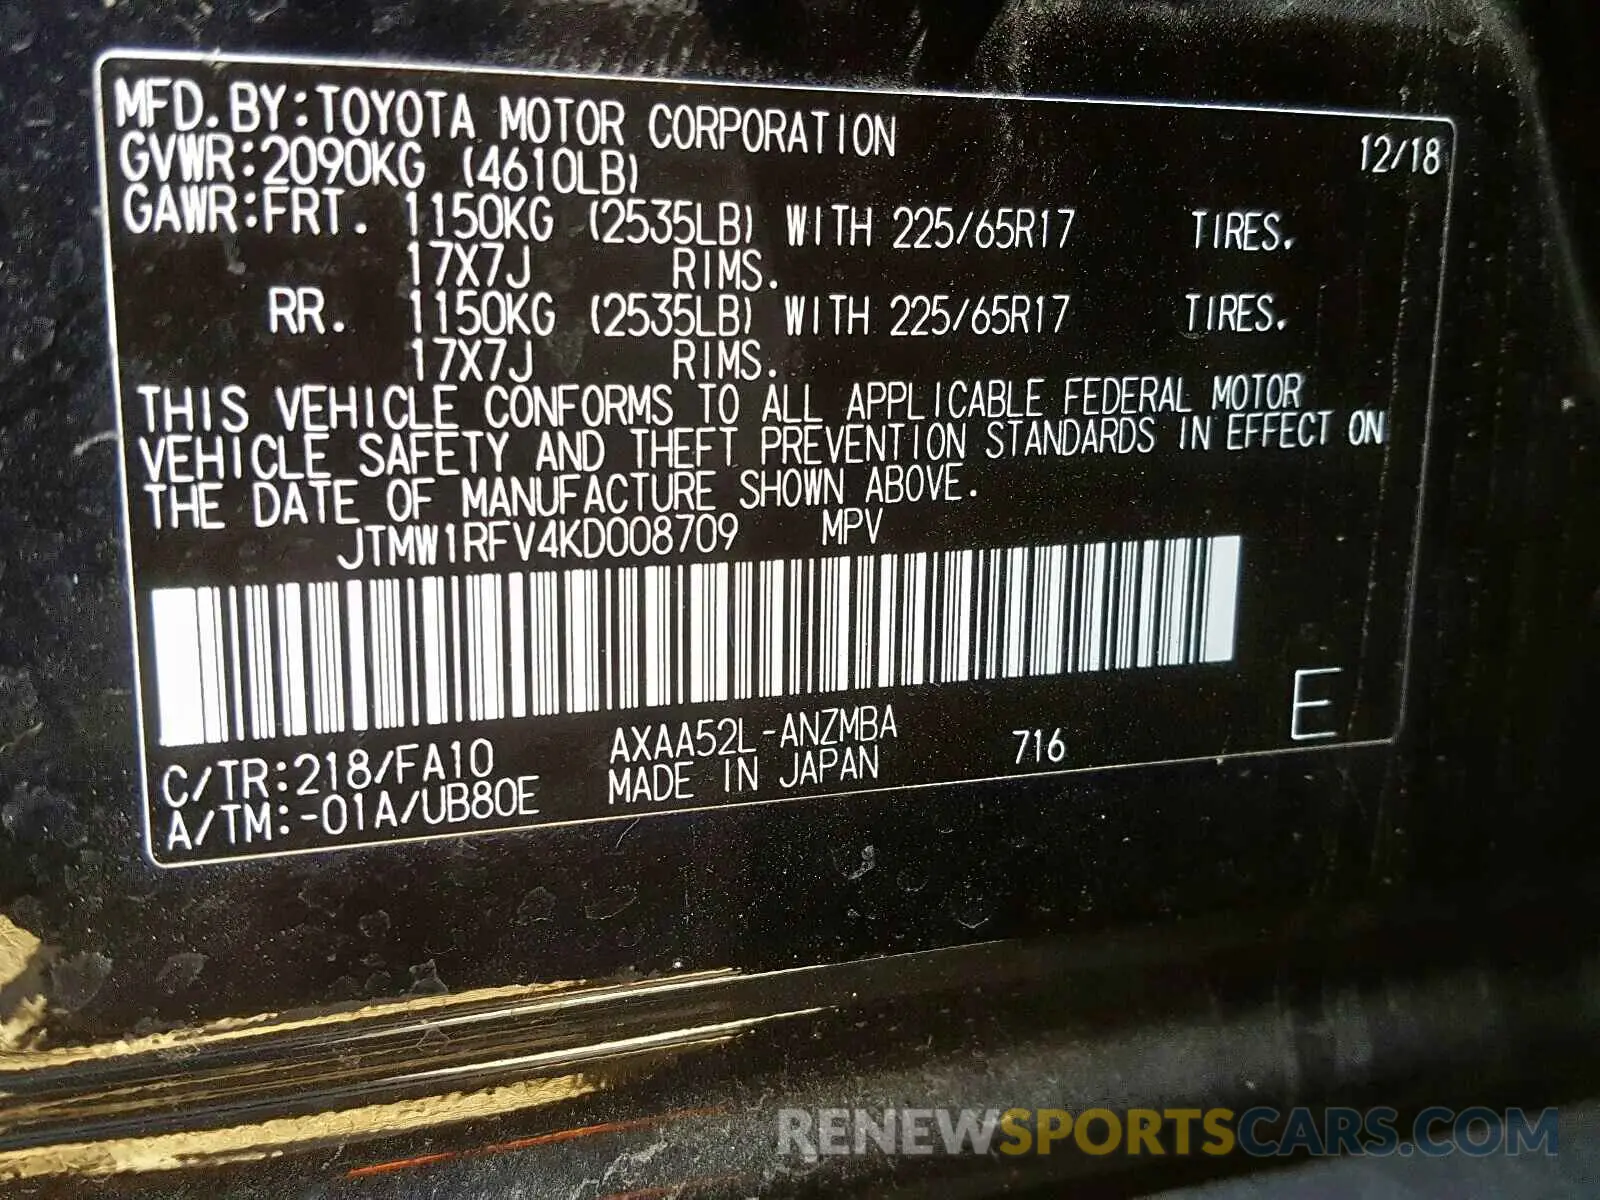 MFD.BY:TOYOTA MOTOR CORPORATION 12/18
GVWR:2090KG (4610LB)
GAWR:FRT. 1150KG (2535LB) WITH 225/65R17 TIRES.
17X7J RIMS.
RR. 1150KG (2535LB) WITH 225/65R17 TIRES.
17X7J RIMS.
THIS VEHICLE CONFORMS TO ALL APPLICABLE FEDERAL MOTOR
VEHICLE SAFETY AND THEFT PREVENTION STANDARDS IN EFFECT ON
THE DATE OF MANUFACTURE SHOWN ABOVE.
JTMW1RFV4KD008709 MPV
E
C/TR:218/FA10 AXAA52L-ANZMBA 716
A/TM:-01A/UB80E MADE IN JAPAN
RENEWSPORTSCARS.COM